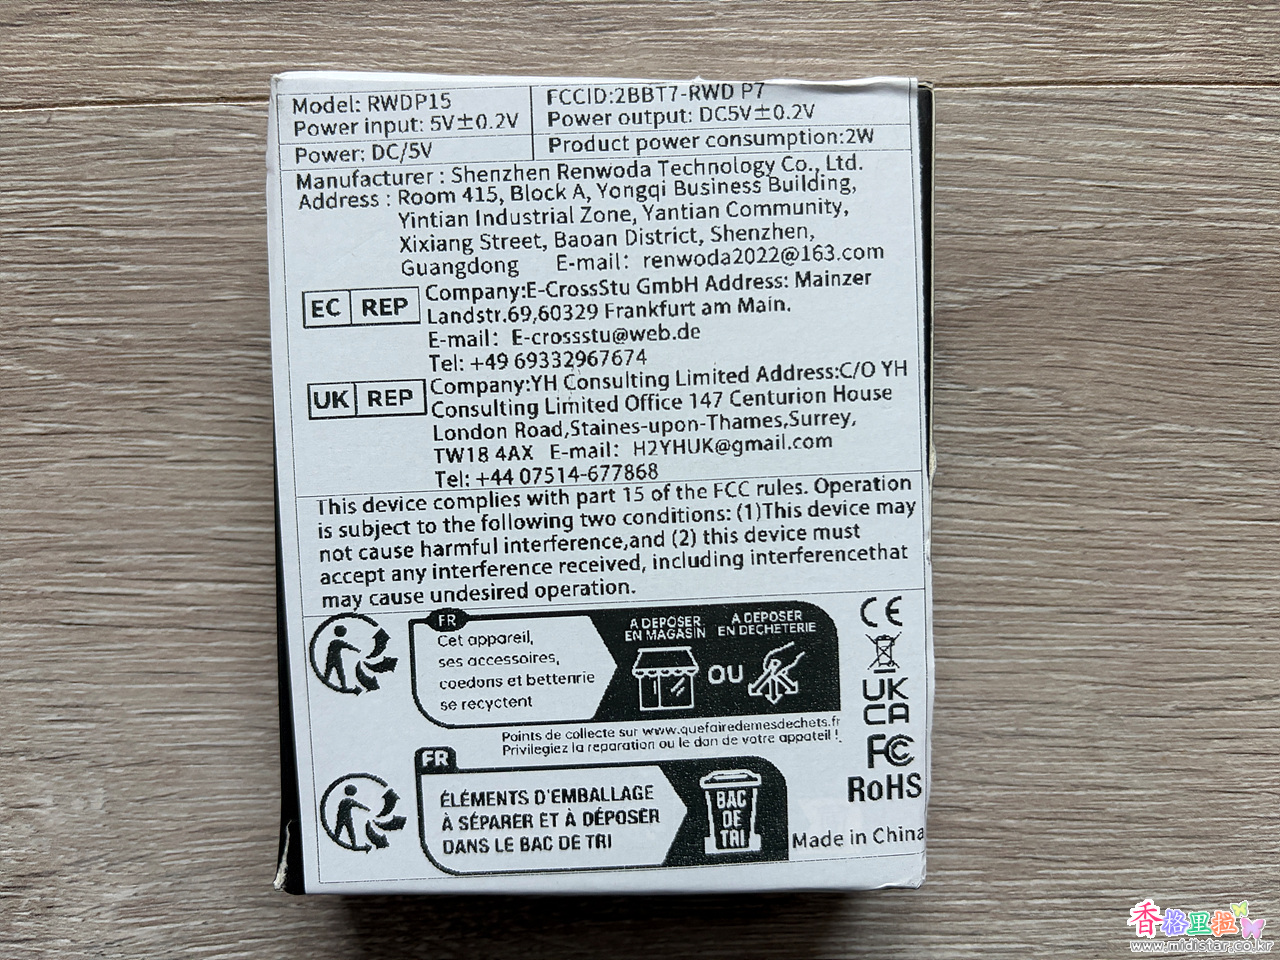 Model: RWDP15
Power input: 5V±0.2V
FCCID:2BBT7-RWD P7
Power output: DC5V±0.2V
Power: DC/5V
Product power consumption:2W
Manufacturer : Shenzhen Renwoda Technology Co., Ltd.
Address : Room 415, Block A, Yongqi Business Building,
Yintian Industrial Zone, Yantian Community,
Xixiang Street, Baoan District, Shenzhen,
Guangdong E-mail: renwoda2022@163.com
EC REP
Company:E-CrossStu GmbH Address: Mainzer
Landstr.69,60329 Frankfurt am Main.
E-mail: E-crossstu@web.de
Tel: +49 69332967674
UK REP
Company:YH Consulting Limited Address:C/O YH
Consulting Limited Office 147 Centurion House
London Road,Staines-upon-Thames,Surrey,
TW18 4AX E-mail: H2YHUK@gmail.com
Tel: +44 07514-677868
This device complies with part 15 of the FCC rules. Operation
is subject to the following two conditions: (1)This device may
not cause harmful interference,and (2) this device must
accept any interference received, including interferencethat
may cause undesired operation.
FR
Cet appareil,
ses accessoires,
coedons et bettenrie
se recyctent
A DEPOSER
EN MAGASIN
OU
A DEPOSER
EN DECHETERIE
Points de collecte sur www.quefairedemesdechets.fr
Privilegiez la reparation ou le dan de votre appateil !
FR
ÉLÉMENTS D'EMBALLAGE
À SÉPARER ET À DÉPOSER
DANS LE BAC DE TRI
BAC
DE
TRI
CE
UK
CA
FC
RoHS
Made in China
香格里拉
www.midistar.co.kr